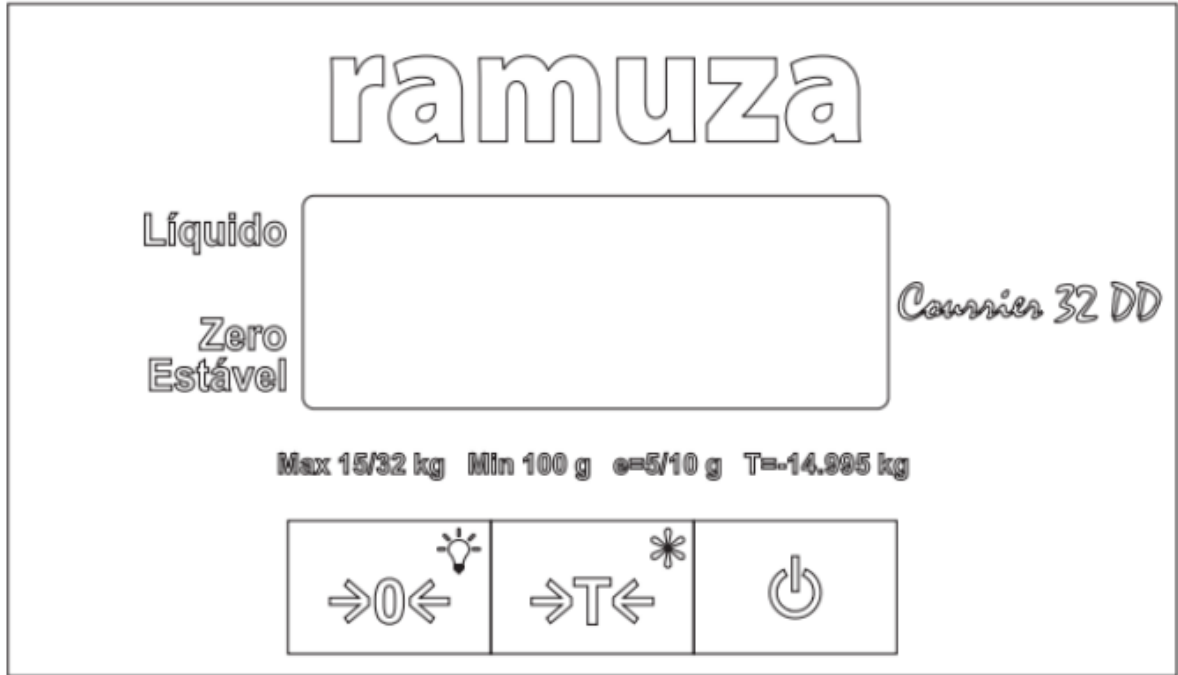 ramuza
Líquido
Courrier 32 DD
Zero
Estável
Max 15/32 kg Min 100 g e=5/10 g T=-14.995 kg
→0←
→T←